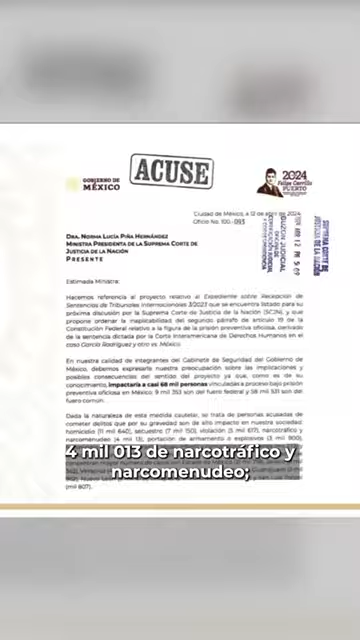 ACUSE
GOBIERNO DE
MÉXICO
2024
Felipe Carrillo
PUERTO
Ciudad de México, a 12 de abril de 2024
Oficio No. 100.-093
SUPREMA CORTE DE
JUSTICIA DE LA NACIÓN
BUZÓN JUDICIAL
DRA. NORMA LUCÍA PIÑA HERNÁNDEZ
MINISTRA PRESIDENTA DE LA SUPREMA CORTE DE
JUSTICIA DE LA NACIÓN
PRESENTE
Estimada Ministra:
Hacemos referencia al proyecto relativo al Expediente sobre Recepción de
Sentencias de Tribunales Internacionales 3/2023 que se encuentra listado para su
próxima discusión por la Suprema Corte de Justicia de la Nación (SCJN), y que
propone ordenar la inaplicabilidad del segundo párrafo de artículo 19 de la
Constitución Federal relativo a la figura de la prisión preventiva oficiosa, derivado
de la sentencia dictada por la Corte Interamericana de Derechos Humanos en el
caso García Rodríguez y otro vs. México.
En nuestra calidad de integrantes del Gabinete de Seguridad del Gobierno de
México, debemos expresarle nuestra preocupación sobre las implicaciones y
posibles consecuencias del sentido del proyecto ya que, como es de su
conocimiento, impactaría a casi 68 mil personas vinculadas a proceso bajo prisión
preventiva oficiosa en México: 9 mil 353 son del fuero federal y 58 mil 531 son del
fuero común.
Dada la naturaleza de esta medida cautelar, se trata de personas acusadas de
cometer delitos que por su gravedad son de alto impacto en nuestra sociedad:
homicidio (11 mil 640), secuestro (7 mil 150), violación (5 mil 617), narcotráfico y
narcomenudeo (4 mil 13), portación de armamento o explosivos (3 mil 800),
4 mil 013 de narcotráfico y
narcomenudeo;
mil 807).